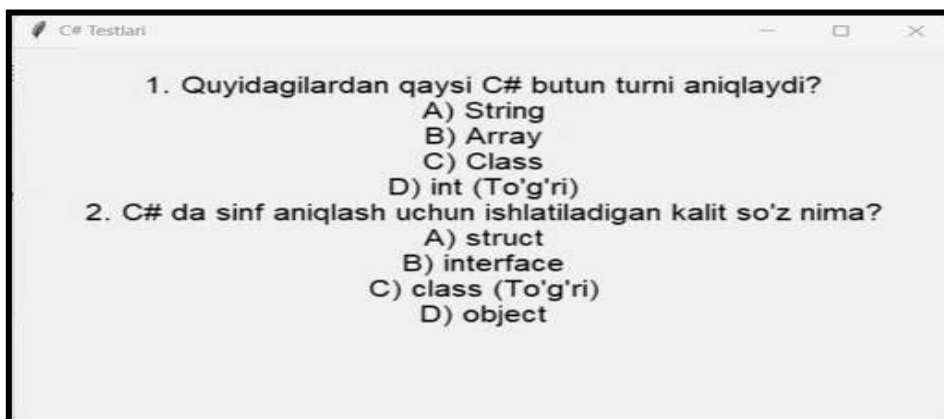 C# Testlari
1. Quyidagilardan qaysi C# butun turni aniqlaydi?
A) String
B) Array
C) Class
D) int (To'g'ri)
2. C# da sinf aniqlash uchun ishlatiladigan kalit so'z nima?
A) struct
B) interface
C) class (To'g'ri)
D) object